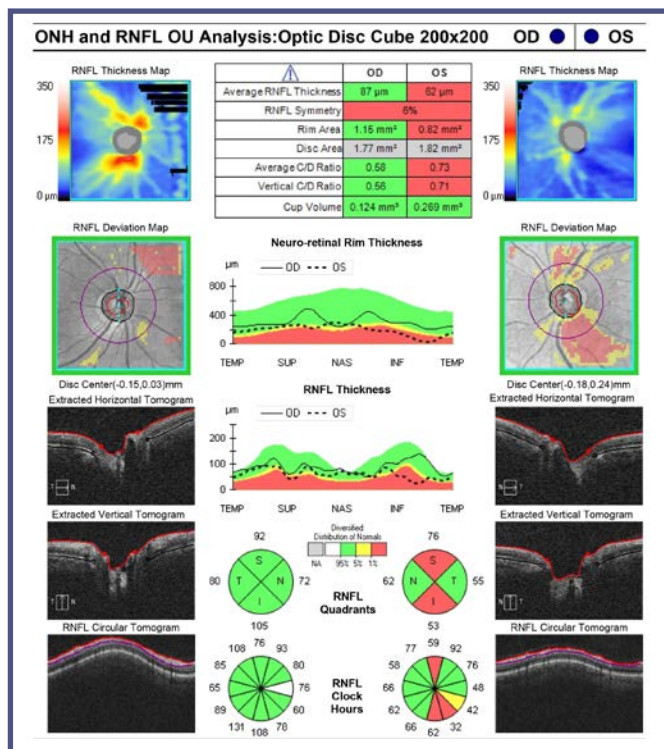 ONH and RNFL OU Analysis:Optic Disc Cube 200x200 OD OS
RNFL Thickness Map
350
175
0 µm
OD OS
Average RNFL Thickness 87 µm 62 µm
RNFL Symmetry 6%
Rim Area 1.15 mm² 0.82 mm²
Disc Area 1.77 mm² 1.82 mm²
Average C/D Ratio 0.58 0.73
Vertical C/D Ratio 0.56 0.71
Cup Volume 0.124 mm³ 0.269 mm³
RNFL Thickness Map
350
175
0 µm
RNFL Deviation Map
Disc Center(-0.15,0.03)mm
Extracted Horizontal Tomogram
T N
Extracted Vertical Tomogram
T N
RNFL Circular Tomogram
Neuro-retinal Rim Thickness
µm OD OS
800
400
0
TEMP SUP NAS INF TEMP
RNFL Thickness
µm OD OS
200
100
0
TEMP SUP NAS INF TEMP
Diversified
Distribution of Normals
NA 95% 5% 1%
92
80 S T N I 72
105
RNFL
Quadrants
76
62 S N T I 55
53
76
108 93
85 80
65 76
89 60
131 78
108
RNFL
Clock
Hours
59
77 92
58 76
66 48
62 42
66 32
62
RNFL Deviation Map
Disc Center(-0.18,0.24)mm
Extracted Horizontal Tomogram
T N
Extracted Vertical Tomogram
T N
RNFL Circular Tomogram